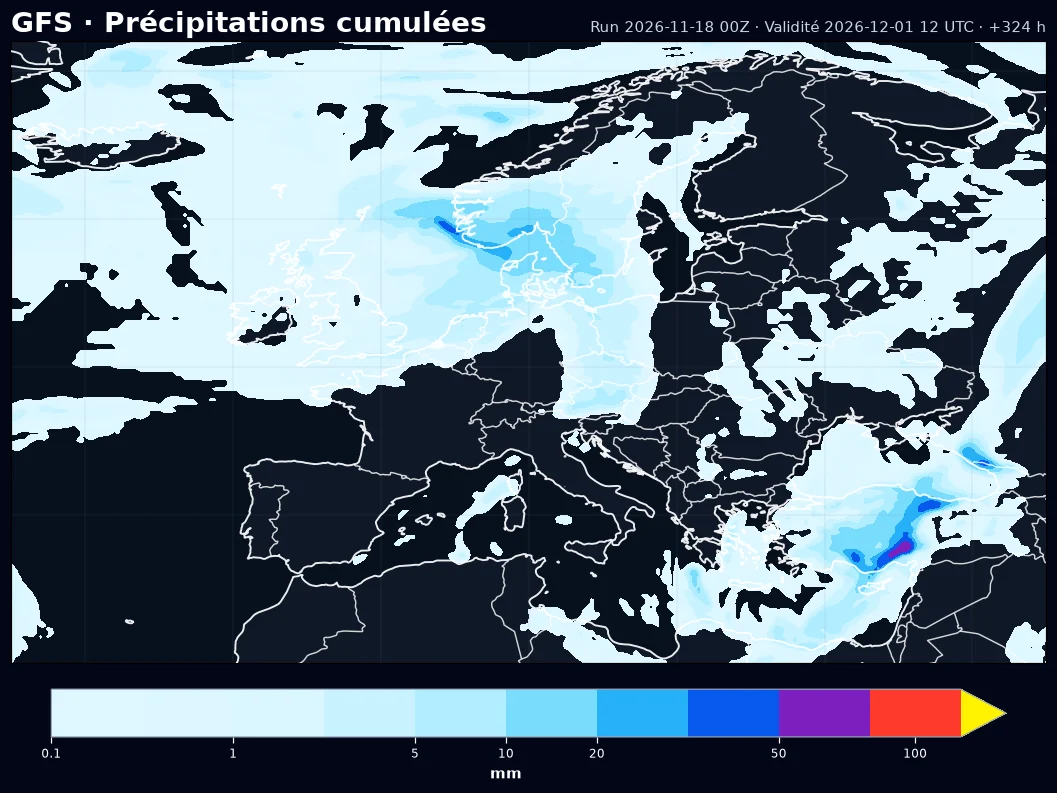 GFS · Précipitations cumulées
Run 2026-11-18 00Z · Validité 2026-12-01 12 UTC · +324 h
0.1 1 5 10 20 50 100
mm